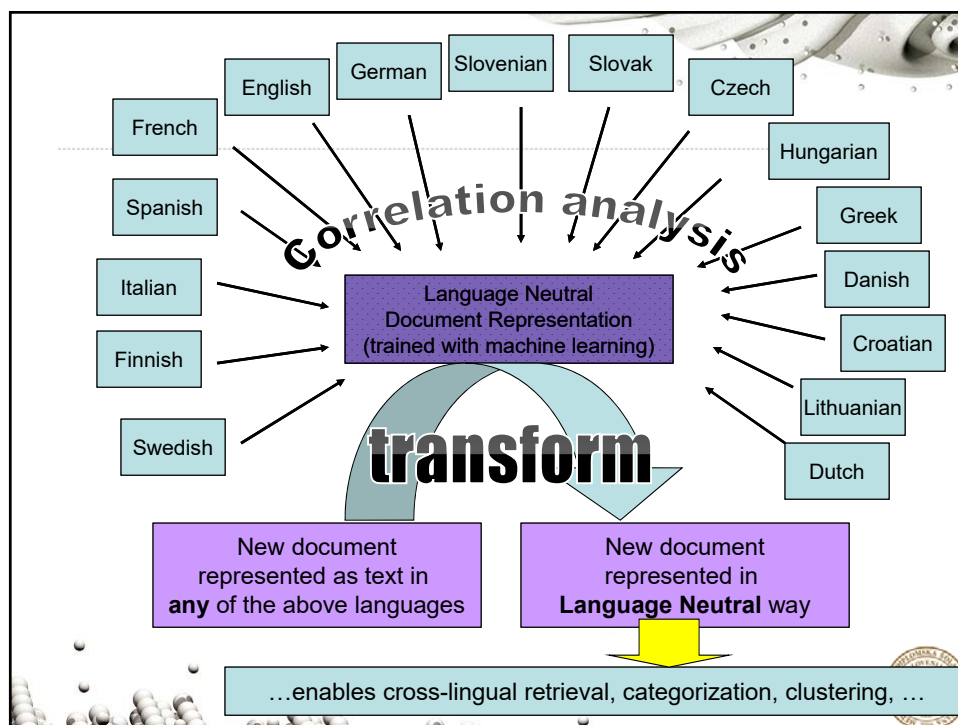 Slovenian
Slovak
German
English
Czech
French
Hungarian
Spanish
Correlation analysis
Greek
Italian
Danish
Language Neutral
Document Representation
(trained with machine learning)
Finnish
Croatian
Lithuanian
Swedish
transform
Dutch
New document
represented as text in
any of the above languages
New document
represented in
Language Neutral way
…enables cross-lingual retrieval, categorization, clustering, …